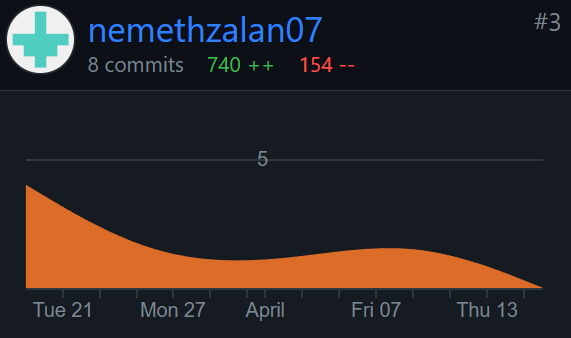 nemethzalan07
#3
8 commits 740 ++ 154 --
5
Tue 21 Mon 27 April Fri 07 Thu 13